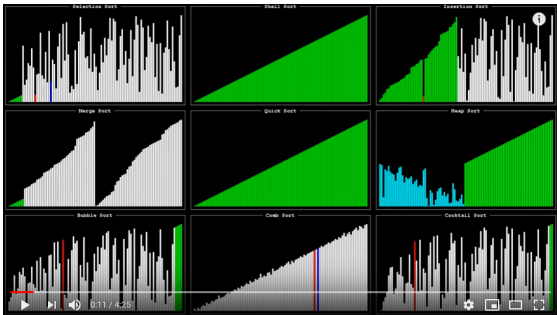 Selection Sort
Shell Sort
Insertion Sort
Merge Sort
Quick Sort
Heap Sort
Bubble Sort
Comb Sort
Cocktail Sort
0:11 / 4:25